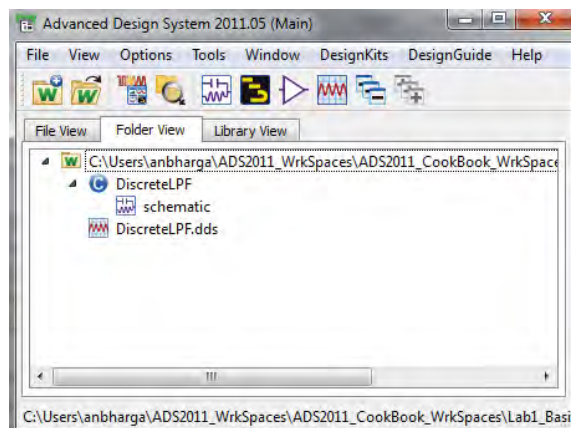 Advanced Design System 2011.05 (Main)
File View Options Tools Window DesignKits DesignGuide Help
File View Folder View Library View
C:\Users\anbharga\ADS2011_WrkSpaces\ADS2011_CookBook_WrkSpace
DiscreteLPF
schematic
DiscreteLPF.dds
C:\Users\anbharga\ADS2011_WrkSpaces\ADS2011_CookBook_WrkSpaces\Lab1_Basi